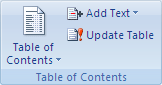 Add Text
Update Table
Table of
Contents
Table of Contents